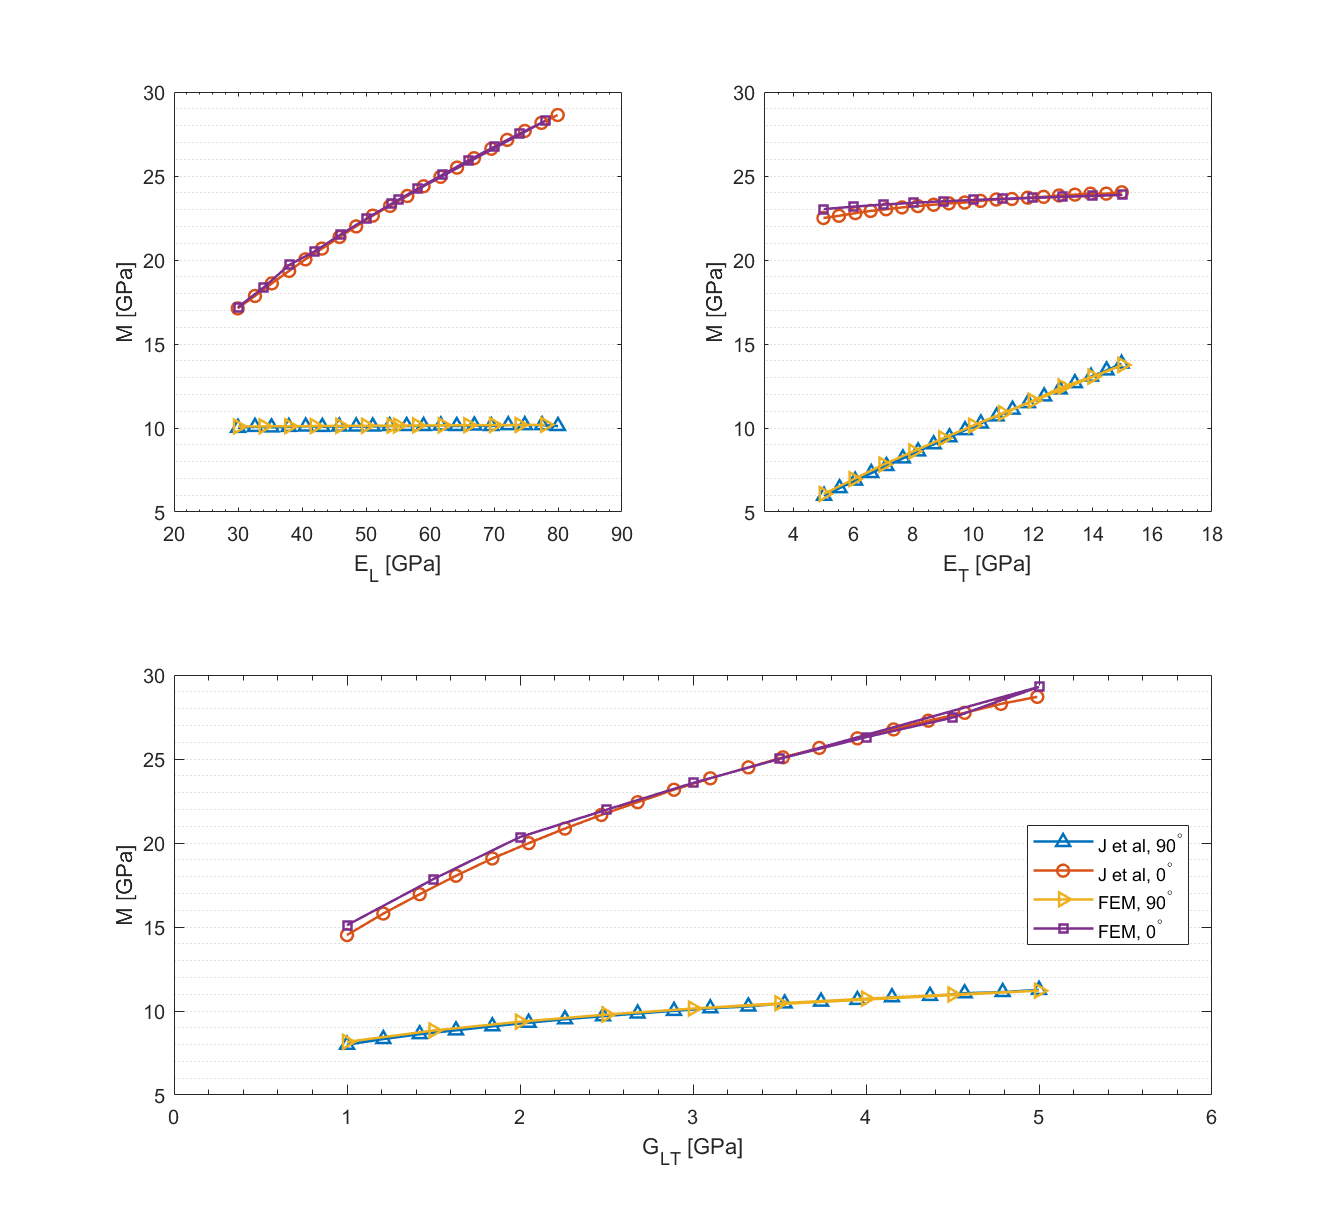 30
25
20
15
10
5
M [GPa]
20 30 40 50 60 70 80 90
E_L [GPa]
30
25
20
15
10
5
M [GPa]
4 6 8 10 12 14 16 18
E_T [GPa]
30
25
20
15
10
5
M [GPa]
0 1 2 3 4 5 6
G_LT [GPa]
J et al, 90°
J et al, 0°
FEM, 90°
FEM, 0°